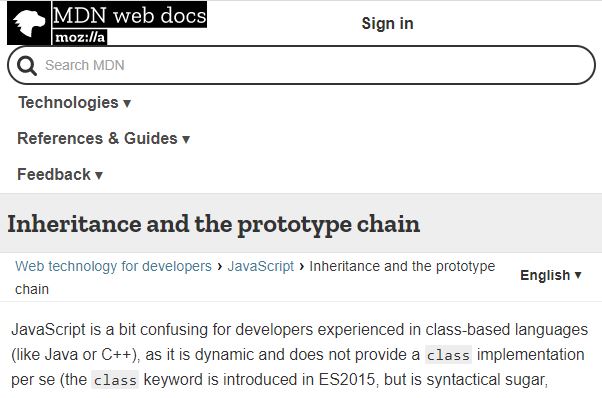 MDN web docs
moz://a
Sign in
Search MDN
Technologies ▾
References & Guides ▾
Feedback ▾
Inheritance and the prototype chain
Web technology for developers › JavaScript › Inheritance and the prototype
chain
English ▾
JavaScript is a bit confusing for developers experienced in class-based languages
(like Java or C++), as it is dynamic and does not provide a class implementation
per se (the class keyword is introduced in ES2015, but is syntactical sugar,